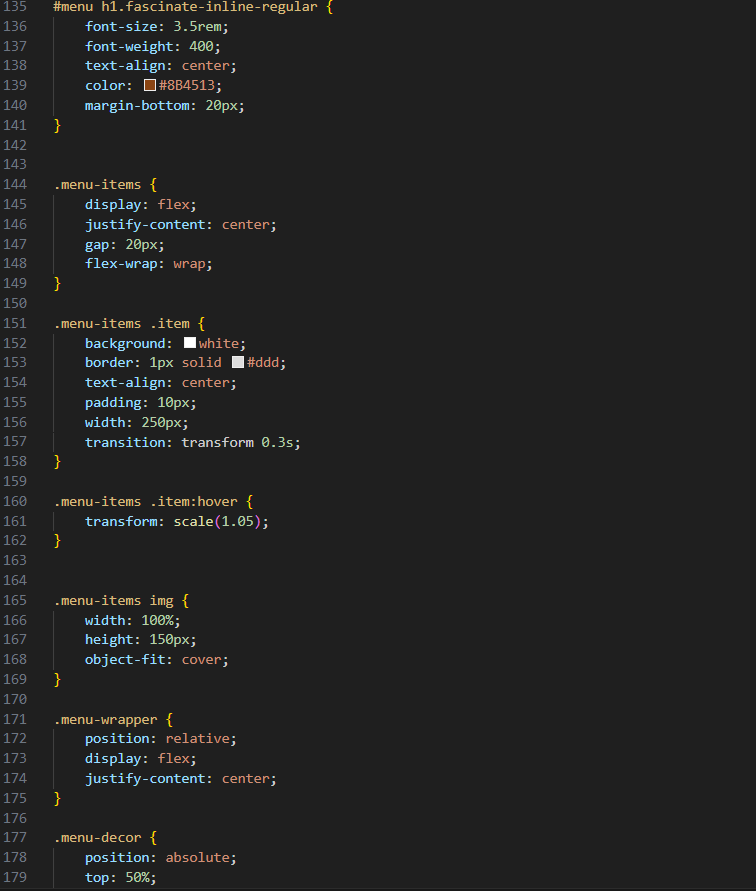 135 #menu h1.fascinate-inline-regular {
136 font-size: 3.5rem;
137 font-weight: 400;
138 text-align: center;
139 color: #8B4513;
140 margin-bottom: 20px;
141 }
142
143
144 .menu-items {
145 display: flex;
146 justify-content: center;
147 gap: 20px;
148 flex-wrap: wrap;
149 }
150
151 .menu-items .item {
152 background: white;
153 border: 1px solid #ddd;
154 text-align: center;
155 padding: 10px;
156 width: 250px;
157 transition: transform 0.3s;
158 }
159
160 .menu-items .item:hover {
161 transform: scale(1.05);
162 }
163
164
165 .menu-items img {
166 width: 100%;
167 height: 150px;
168 object-fit: cover;
169 }
170
171 .menu-wrapper {
172 position: relative;
173 display: flex;
174 justify-content: center;
175 }
176
177 .menu-decor {
178 position: absolute;
179 top: 50%;